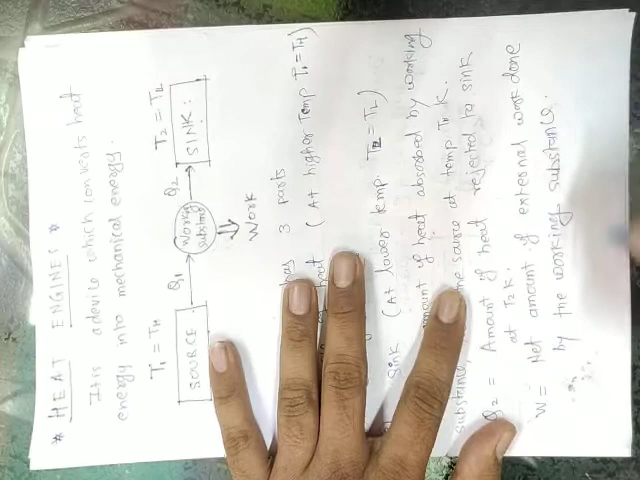 * HEAT ENGINES *
It is a device which converts heat
energy into mechanical energy.
T₁ = TH T₂ = TL
SOURCE Q₁ Working Substance Q₂ SINK
WORK
has 3 parts
heat (At higher Temp T₁ = TH)
Sink (At lower temp. = TL)
amount of heat absorbed by working
substance, source at temp K.
Q₂ = Amount of heat rejected to sink
at T₂ K.
W = Net amount of external work done
by the working substance.